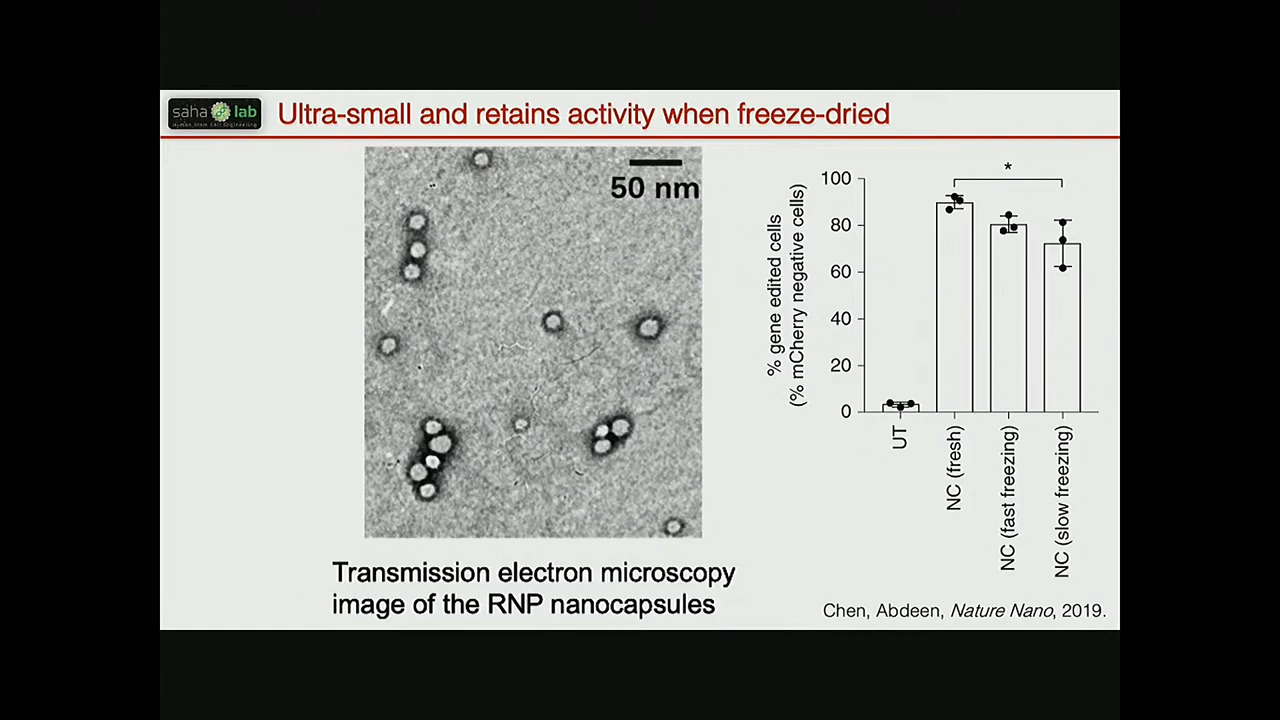 saha lab
Ultra-small and retains activity when freeze-dried
50 nm
Transmission electron microscopy
image of the RNP nanocapsules
*
% gene edited cells
(% mCherry negative cells)
100
80
60
40
20
0
UT
NC (fresh)
NC (fast freezing)
NC (slow freezing)
Chen, Abdeen, Nature Nano, 2019.